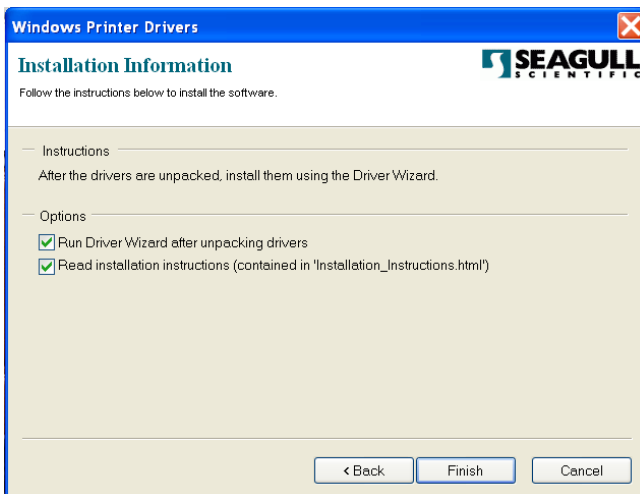 Windows Printer Drivers
Installation Information
SEAGULL
SCIENTIFIC
Follow the instructions below to install the software.
Instructions
After the drivers are unpacked, install them using the Driver Wizard.
Options
Run Driver Wizard after unpacking drivers
Read installation instructions (contained in 'Installation_Instructions.html')
< Back
Finish
Cancel